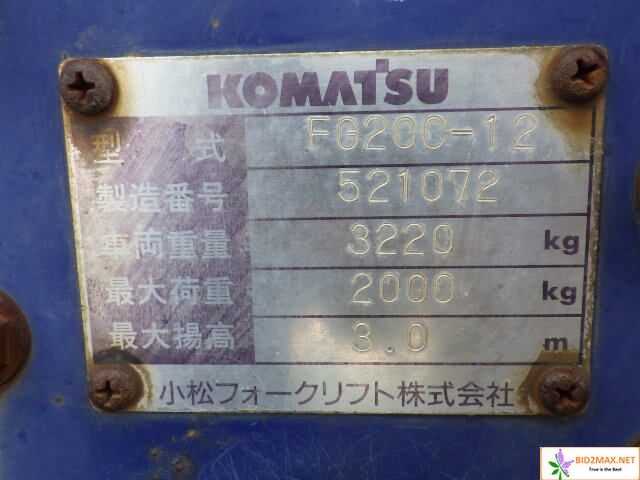 KOMATSU
型 式 FG20C-12
製造番号 521072
車両重量 3220 kg
最大荷重 2000 kg
最大揚高 3.0 m
小松フォークリフト株式会社
BID2MAX.NET
True is the Best